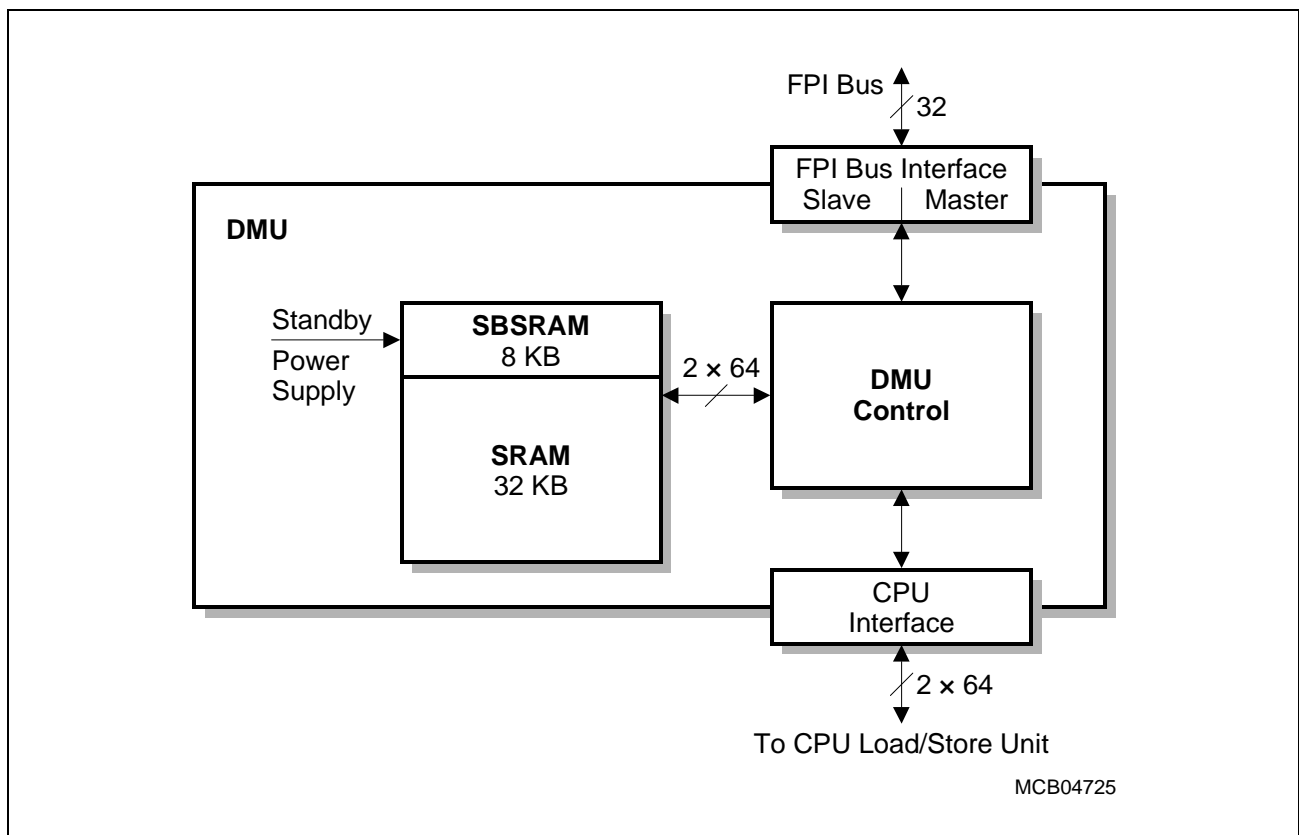 FPI Bus
32
FPI Bus Interface
Slave Master
DMU
Standby
Power
Supply
SBSRAM
8 KB
SRAM
32 KB
2 × 64
DMU
Control
CPU
Interface
2 × 64
To CPU Load/Store Unit
MCB04725